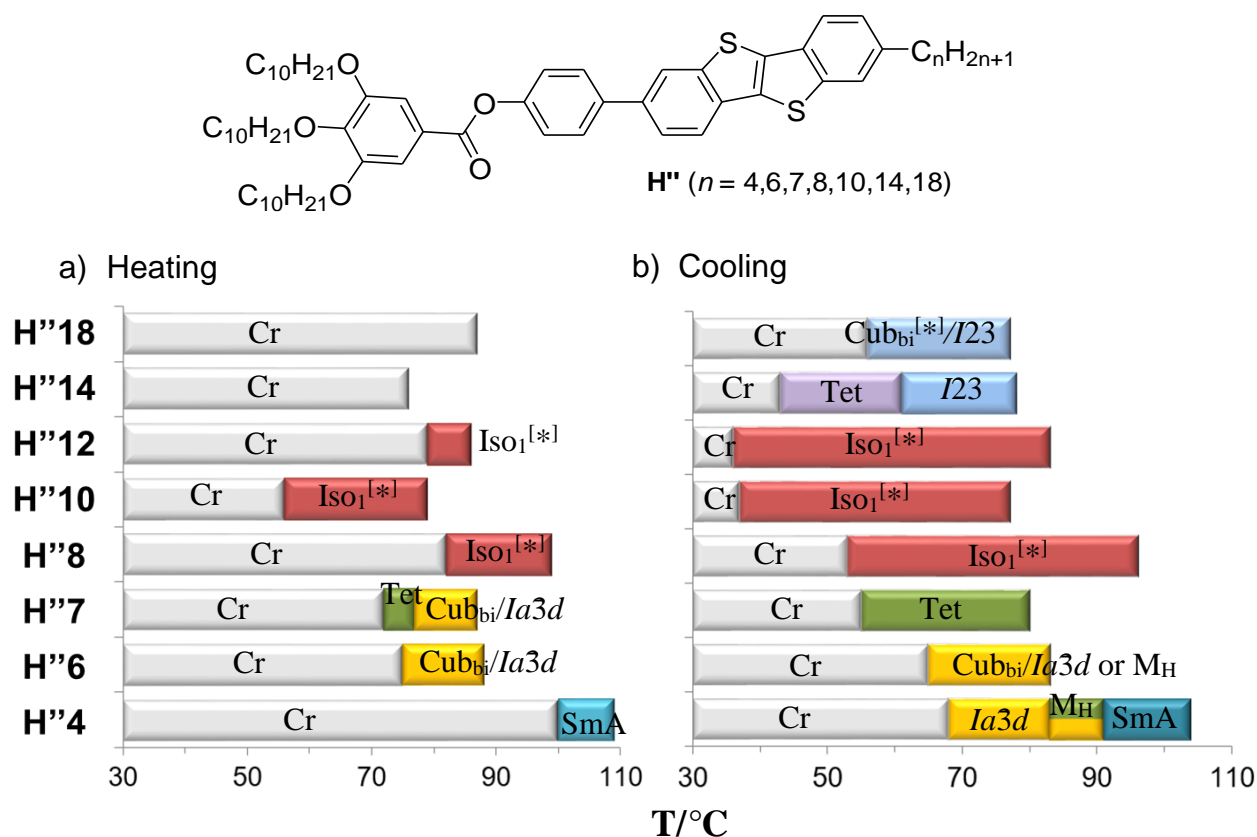 C10H21O
C10H21O
C10H21O
O
O
S
S
CnH2n+1
H" (n = 4,6,7,8,10,14,18)
a) Heating
b) Cooling
H”18 Cr Cr Cubbi[*]/I23
H”14 Cr Cr Tet I23
H”12 Cr Iso1[*] Cr Iso1[*]
H”10 Cr Iso1[*] Cr Iso1[*]
H”8 Cr Iso1[*] Cr Iso1[*]
H”7 Cr Tet Cubbi/Ia3̄d Cr Tet
H”6 Cr Cubbi/Ia3̄d Cr Cubbi/Ia3̄d or MH
H”4 Cr SmA Cr Ia3̄d MH SmA
30 50 70 90 110 30 50 70 90 110
T/°C